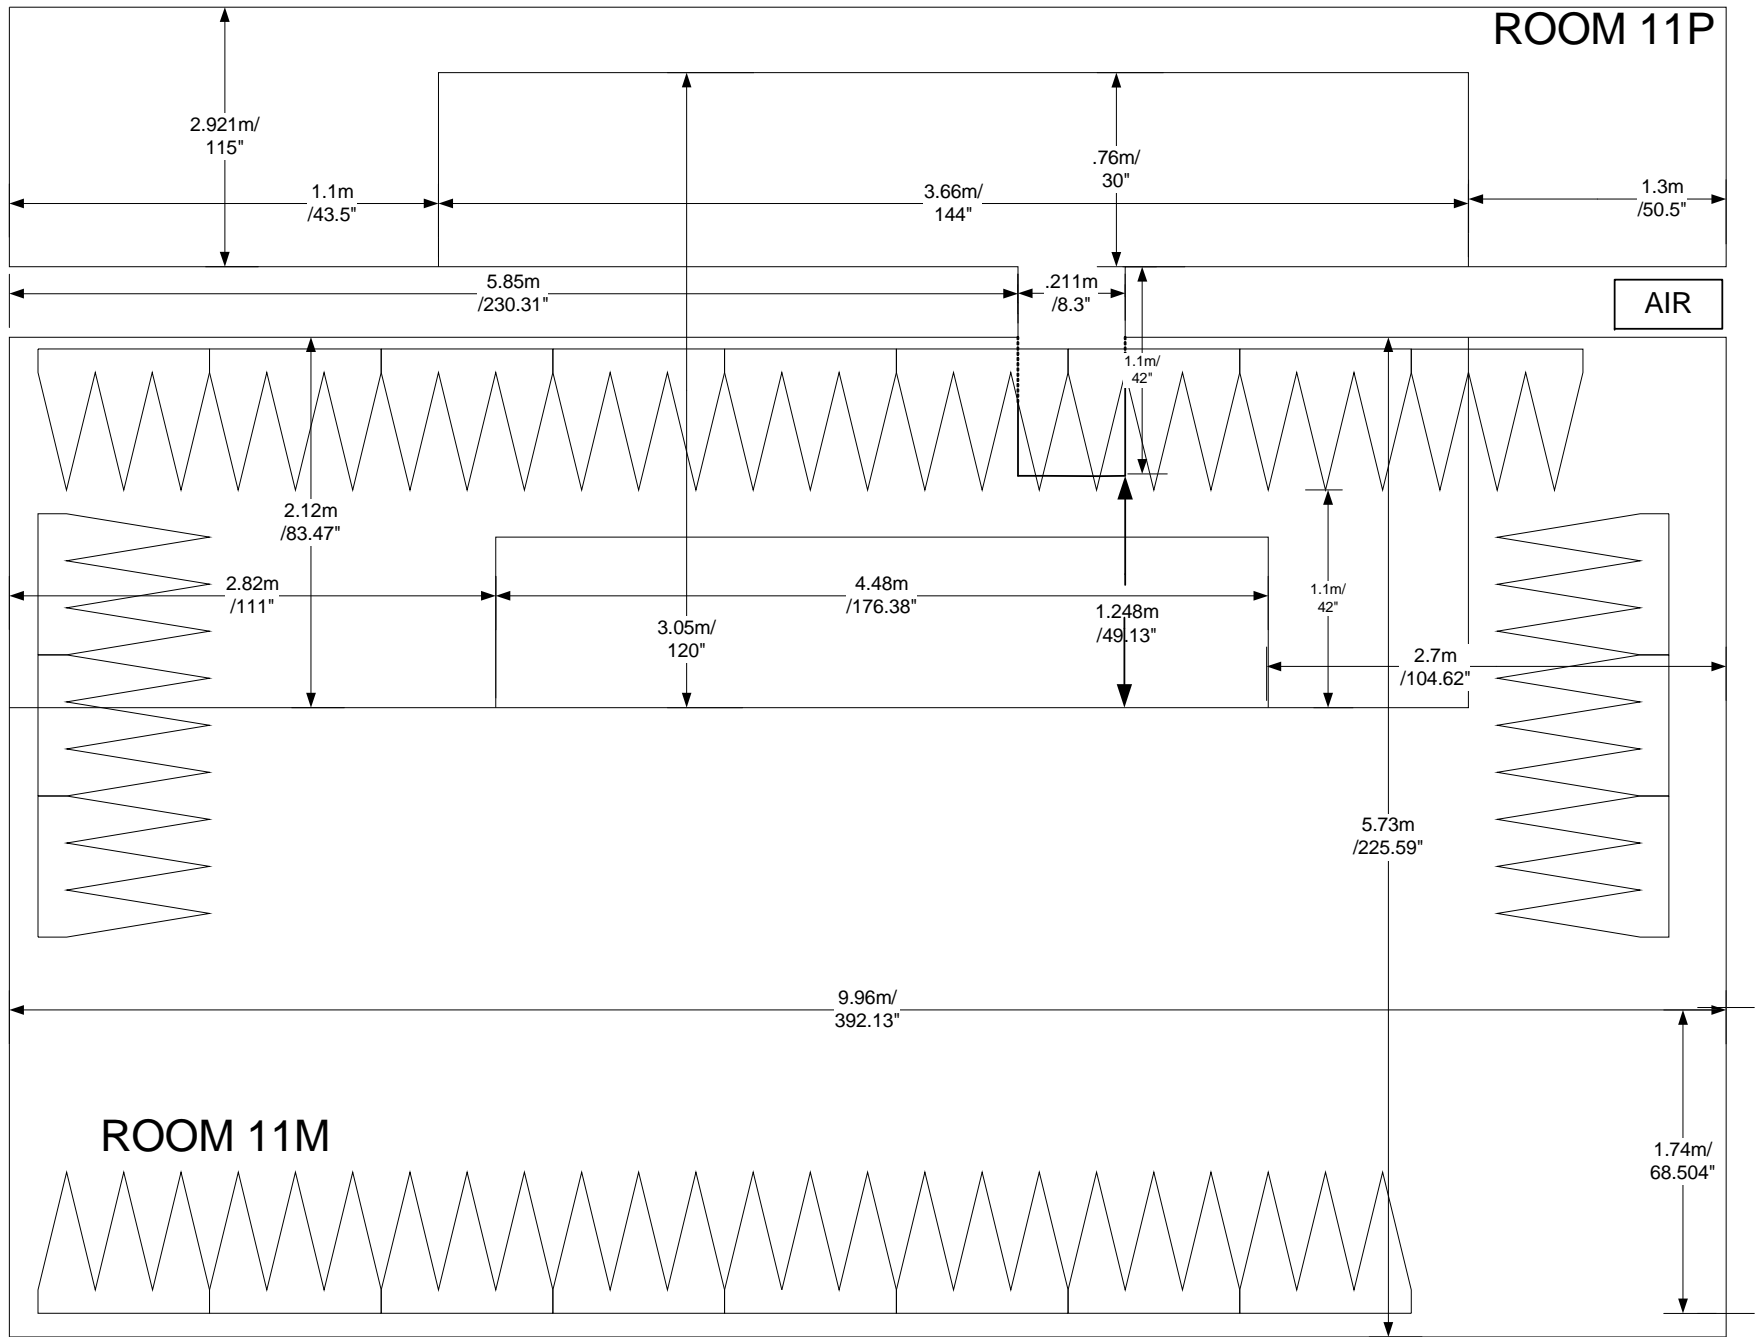 ROOM 11P
2.921m/
115"
.76m/
30"
1.1m
/43.5"
3.66m/
144"
1.3m
/50.5"
5.85m
/230.31"
.211m
/8.3"
AIR
1.1m/
42"
2.12m
/83.47"
2.82m
/111"
4.48m
/176.38"
1.1m/
42"
1.248m
/49.13"
3.05m/
120"
2.7m
/104.62"
5.73m
/225.59"
9.96m/
392.13"
ROOM 11M
1.74m/
68.504"